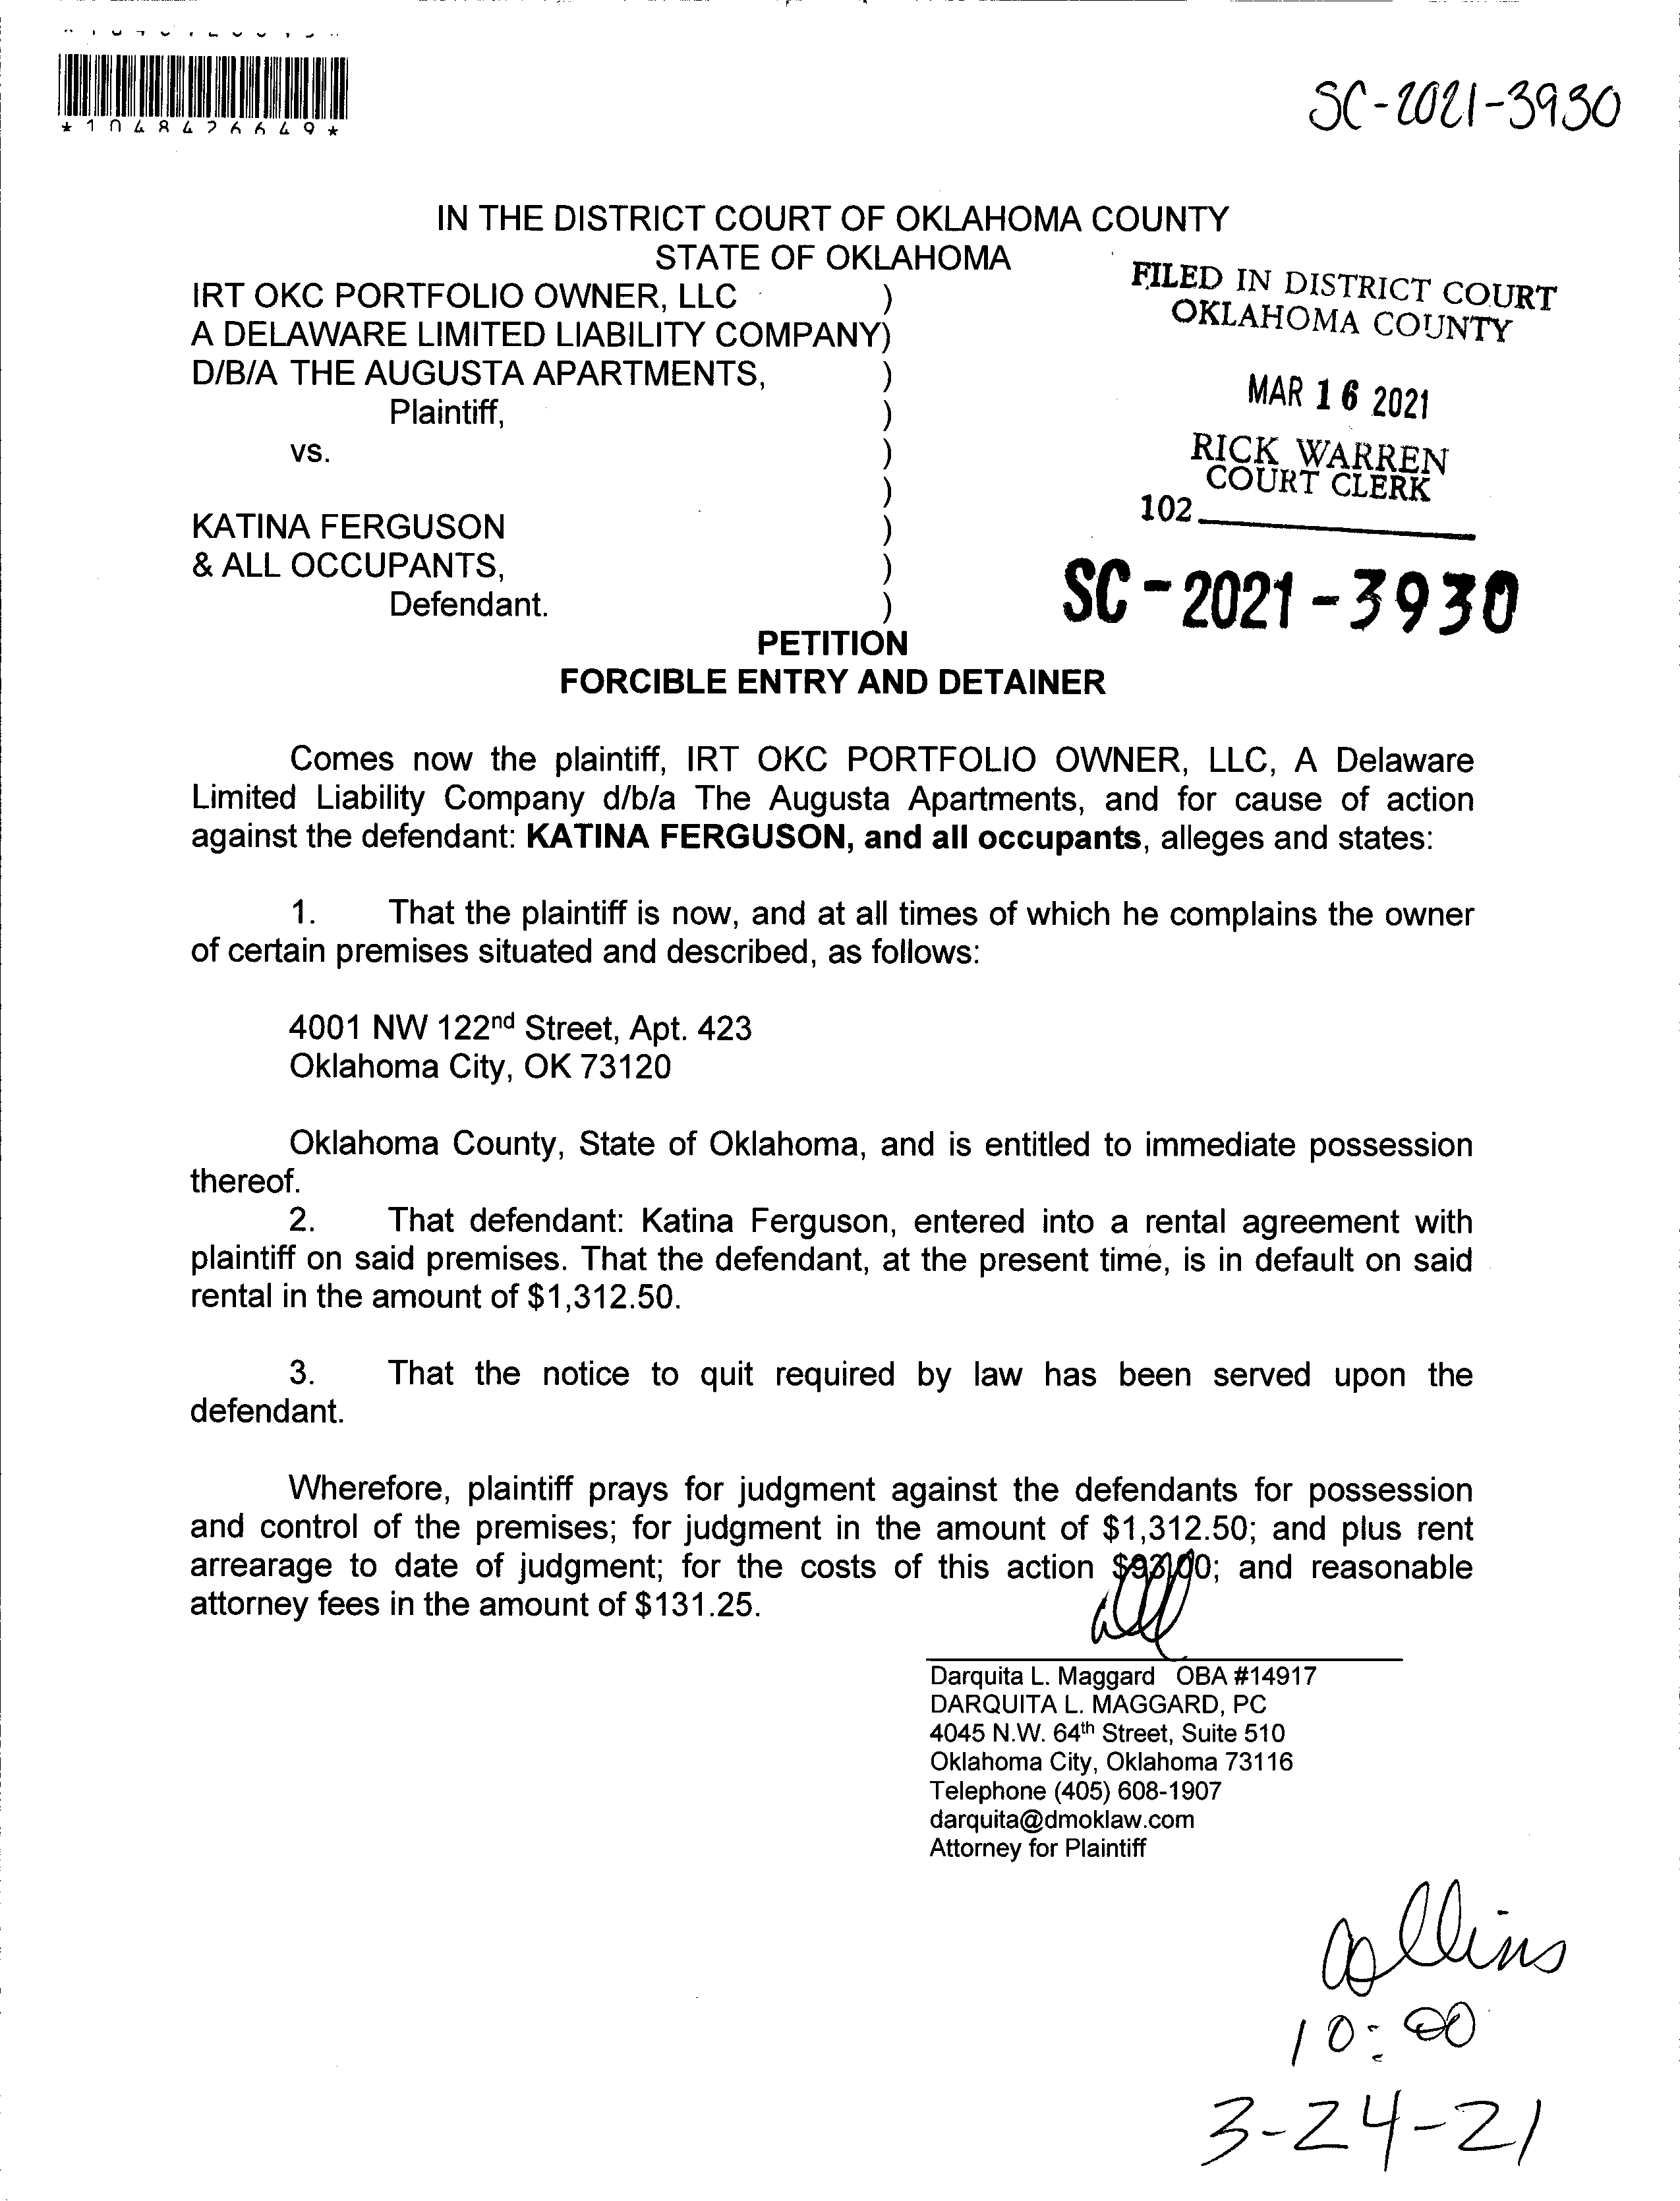 *1048426649*
SC-2021-3930
IN THE DISTRICT COURT OF OKLAHOMA COUNTY
STATE OF OKLAHOMA
FILED IN DISTRICT COURT
OKLAHOMA COUNTY
MAR 16 2021
RICK WARREN
COURT CLERK
102
SC-2021-3930
IRT OKC PORTFOLIO OWNER, LLC )
A DELAWARE LIMITED LIABILITY COMPANY)
D/B/A THE AUGUSTA APARTMENTS, )
Plaintiff, )
vs. )
)
KATINA FERGUSON )
& ALL OCCUPANTS, )
Defendant. )
PETITION
FORCIBLE ENTRY AND DETAINER
Comes now the plaintiff, IRT OKC PORTFOLIO OWNER, LLC, A Delaware
Limited Liability Company d/b/a The Augusta Apartments, and for cause of action
against the defendant: KATINA FERGUSON, and all occupants, alleges and states:
1. That the plaintiff is now, and at all times of which he complains the owner
of certain premises situated and described, as follows:
4001 NW 122nd Street, Apt. 423
Oklahoma City, OK 73120
Oklahoma County, State of Oklahoma, and is entitled to immediate possession
thereof.
2. That defendant: Katina Ferguson, entered into a rental agreement with
plaintiff on said premises. That the defendant, at the present time, is in default on said
rental in the amount of $1,312.50.
3. That the notice to quit required by law has been served upon the
defendant.
Wherefore, plaintiff prays for judgment against the defendants for possession
and control of the premises; for judgment in the amount of $1,312.50; and plus rent
arrearage to date of judgment; for the costs of this action and reasonable
attorney fees in the amount of $131.25.
Darquita L. Maggard OBA #14917
DARQUITA L. MAGGARD, PC
4045 N.W. 64th Street, Suite 510
Oklahoma City, Oklahoma 73116
Telephone (405) 608-1907
darquita@dmoklaw.com
Attorney for Plaintiff
Collins
10:00
3-24-21